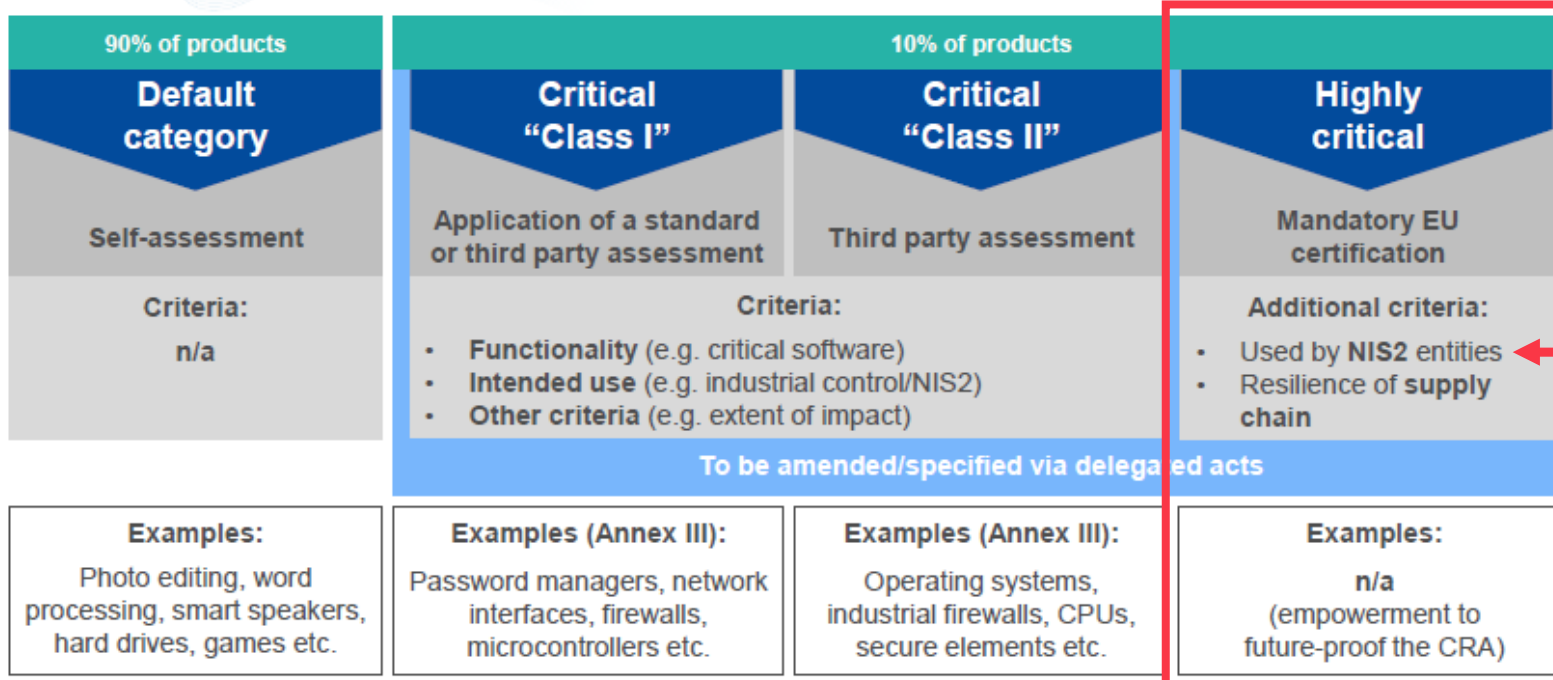 90% of products
10% of products
Default
category
Critical
“Class I”
Critical
“Class II”
Highly
critical
Self-assessment
Application of a standard
or third party assessment
Third party assessment
Mandatory EU
certification
Criteria:
n/a
Criteria:
• Functionality (e.g. critical software)
• Intended use (e.g. industrial control/NIS2)
• Other criteria (e.g. extent of impact)
Additional criteria:
• Used by NIS2 entities
• Resilience of supply
chain
To be amended/specified via delegated acts
Examples:
Photo editing, word
processing, smart speakers,
hard drives, games etc.
Examples (Annex III):
Password managers, network
interfaces, firewalls,
microcontrollers etc.
Examples (Annex III):
Operating systems,
industrial firewalls, CPUs,
secure elements etc.
Examples:
n/a
(empowerment to
future-proof the CRA)